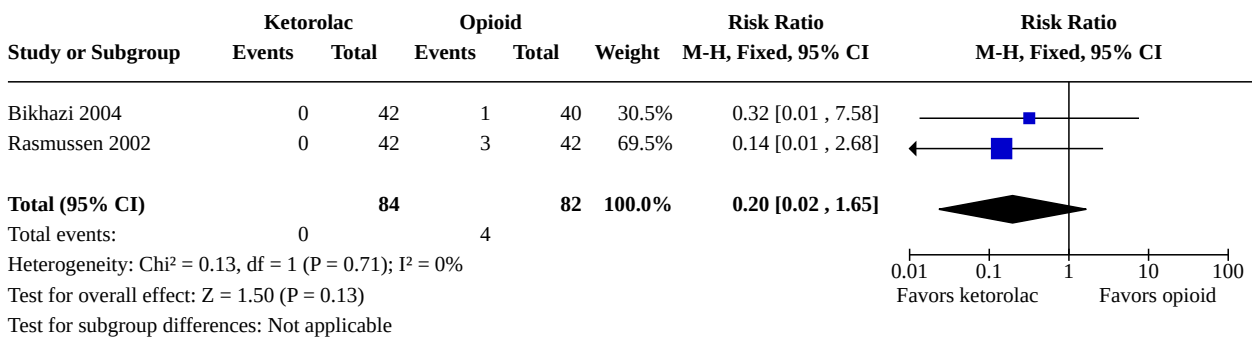 Ketorolac Opioid Risk Ratio Risk Ratio
Study or Subgroup Events Total Events Total Weight M-H, Fixed, 95% CI M-H, Fixed, 95% CI
Bikhazi 2004 0 42 1 40 30.5% 0.32 [0.01 , 7.58]
Rasmussen 2002 0 42 3 42 69.5% 0.14 [0.01 , 2.68]
Total (95% CI) 84 82 100.0% 0.20 [0.02 , 1.65]
Total events: 0 4
Heterogeneity: Chi² = 0.13, df = 1 (P = 0.71); I² = 0%
0.01 0.1 1 10 100
Test for overall effect: Z = 1.50 (P = 0.13) Favors ketorolac Favors opioid
Test for subgroup differences: Not applicable